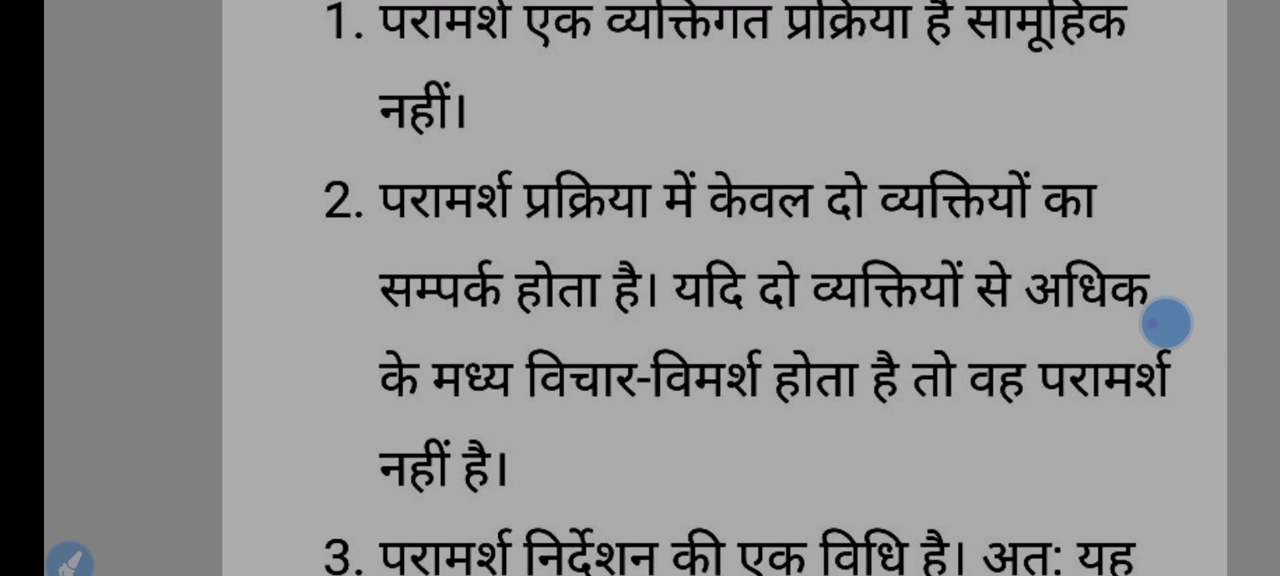 1. परामर्श एक व्यक्तिगत प्रक्रिया है सामूहिक
नहीं।
2. परामर्श प्रक्रिया में केवल दो व्यक्तियों का
सम्पर्क होता है। यदि दो व्यक्तियों से अधिक
के मध्य विचार-विमर्श होता है तो वह परामर्श
नहीं है।
3. परामर्श निर्देशन की एक विधि है। अत: यह